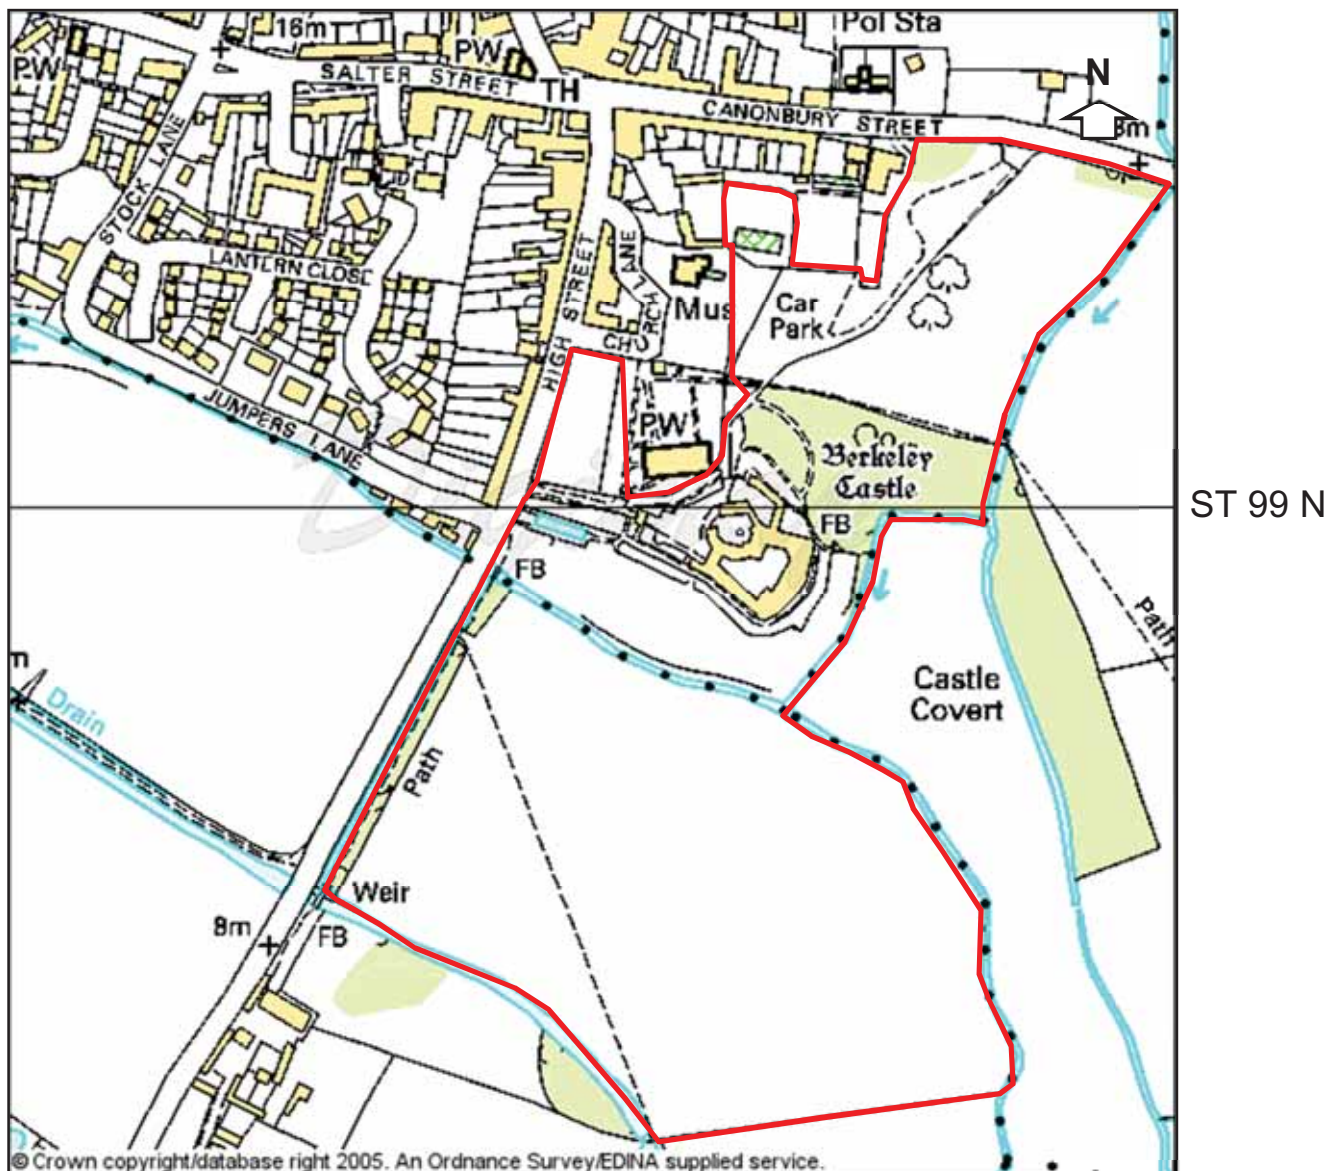 16m
PW
Pol Sta
PW
SALTER STREET
TH
N
CANONBURY STREET
8m
STOCK LANE
LANTERN CLOSE
HIGH STREET
CHURCH LANE
Mus
Car
Park
JUMPERS LANE
PW
Berkeley
Castle
ST 99 N
FB
FB
Path
Castle
Covert
m
Drain
Path
Weir
8m
FB
© Crown copyright/database right 2005. An Ordnance Survey/EDINA supplied service.